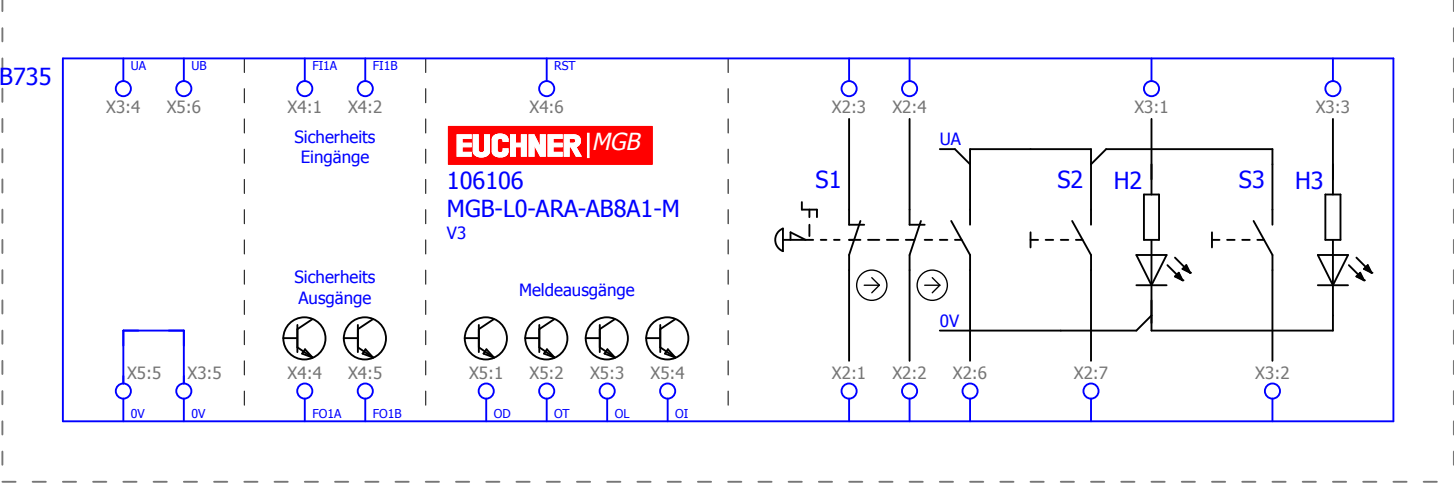 B735
UA UB FI1A FI1B RST
X3:4 X5:6 X4:1 X4:2 X4:6 X2:3 X2:4 X3:1 X3:3
Sicherheits
Eingänge
EUCHNER MGB
106106
MGB-L0-ARA-AB8A1-M
V3
UA
S1 S2 H2 S3 H3
Sicherheits
Ausgänge
Meldeausgänge
0V
X5:5 X3:5 X4:4 X4:5 X5:1 X5:2 X5:3 X5:4 X2:1 X2:2 X2:6 X2:7 X3:2
0V 0V FO1A FO1B OD OT OL OI